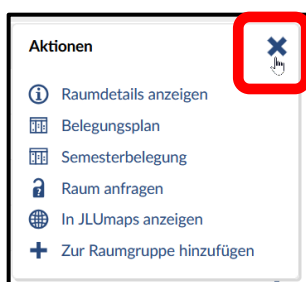 Aktionen
Raumdetails anzeigen
Belegungsplan
Semesterbelegung
Raum anfragen
In JLUmaps anzeigen
Zur Raumgruppe hinzufügen